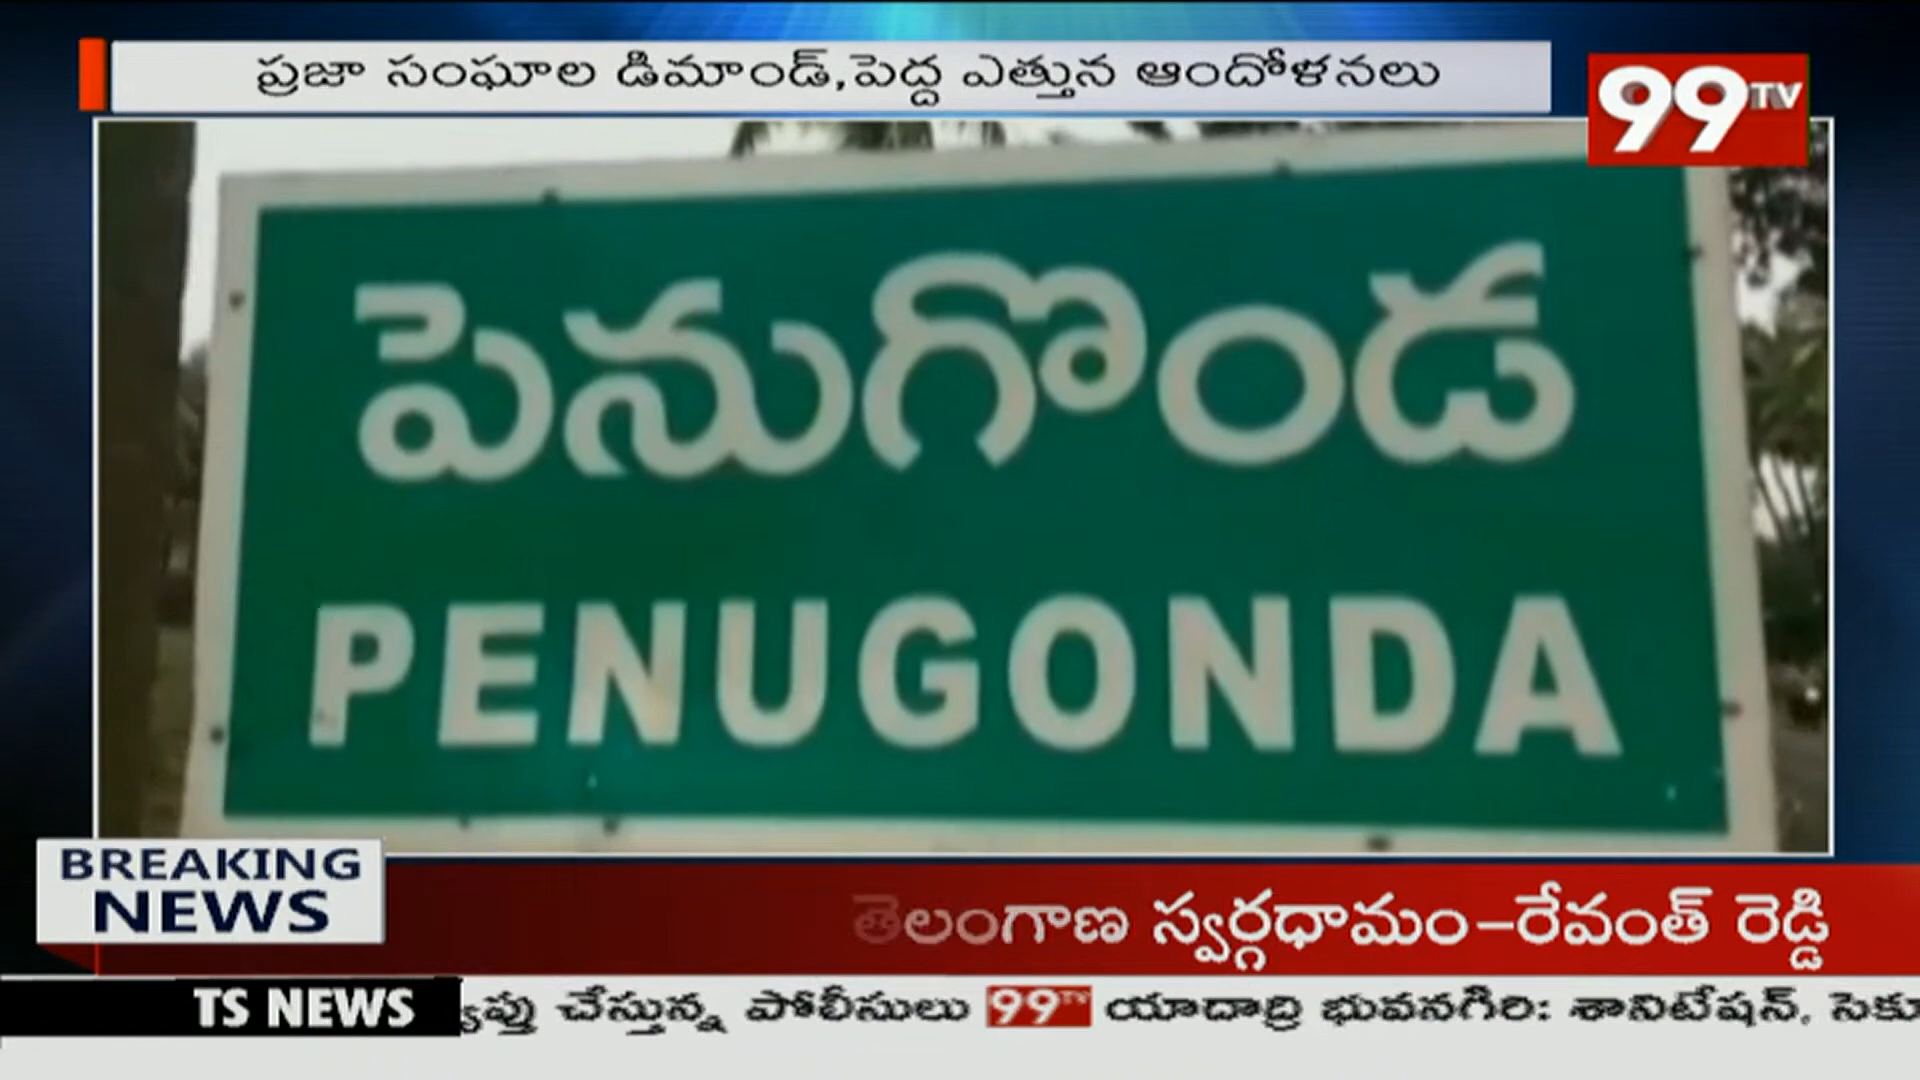 ప్రజా సంఘాల డిమాండ్,పెద్ద ఎత్తున ఆందోళనలు
99TV
పెనుగొండ
PENUGONDA
BREAKING
NEWS
తెలంగాణ స్వర్గధామం-రేవంత్ రెడ్డి
TS NEWS చేస్తున్న పోలీసులు 99TV యాదాద్రి భువనగిరి: శానిటేషన్,